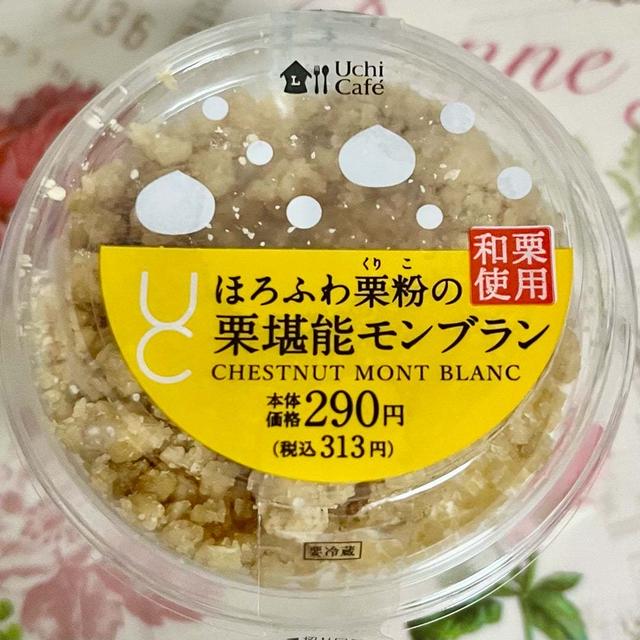 036
Uchi
Café
和栗
使用
くりこ
ほろふわ栗粉の
栗堪能モンブラン
CHESTNUT MONT BLANC
UC
本体
価格290円
(税込313円)
要冷蔵